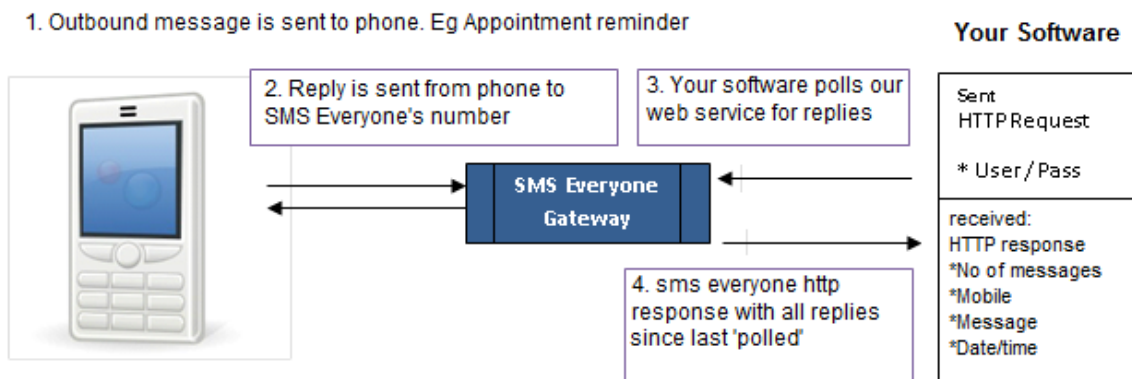 1. Outbound message is sent to phone. Eg Appointment reminder
Your Software
2. Reply is sent from phone to
SMS Everyone's number
3. Your software polls our
web service for replies
Sent
HTTP Request
* User / Pass
SMS Everyone
Gateway
received:
HTTP response
*No of messages
*Mobile
*Message
*Date/time
4. sms everyone http
response with all replies
since last 'polled'